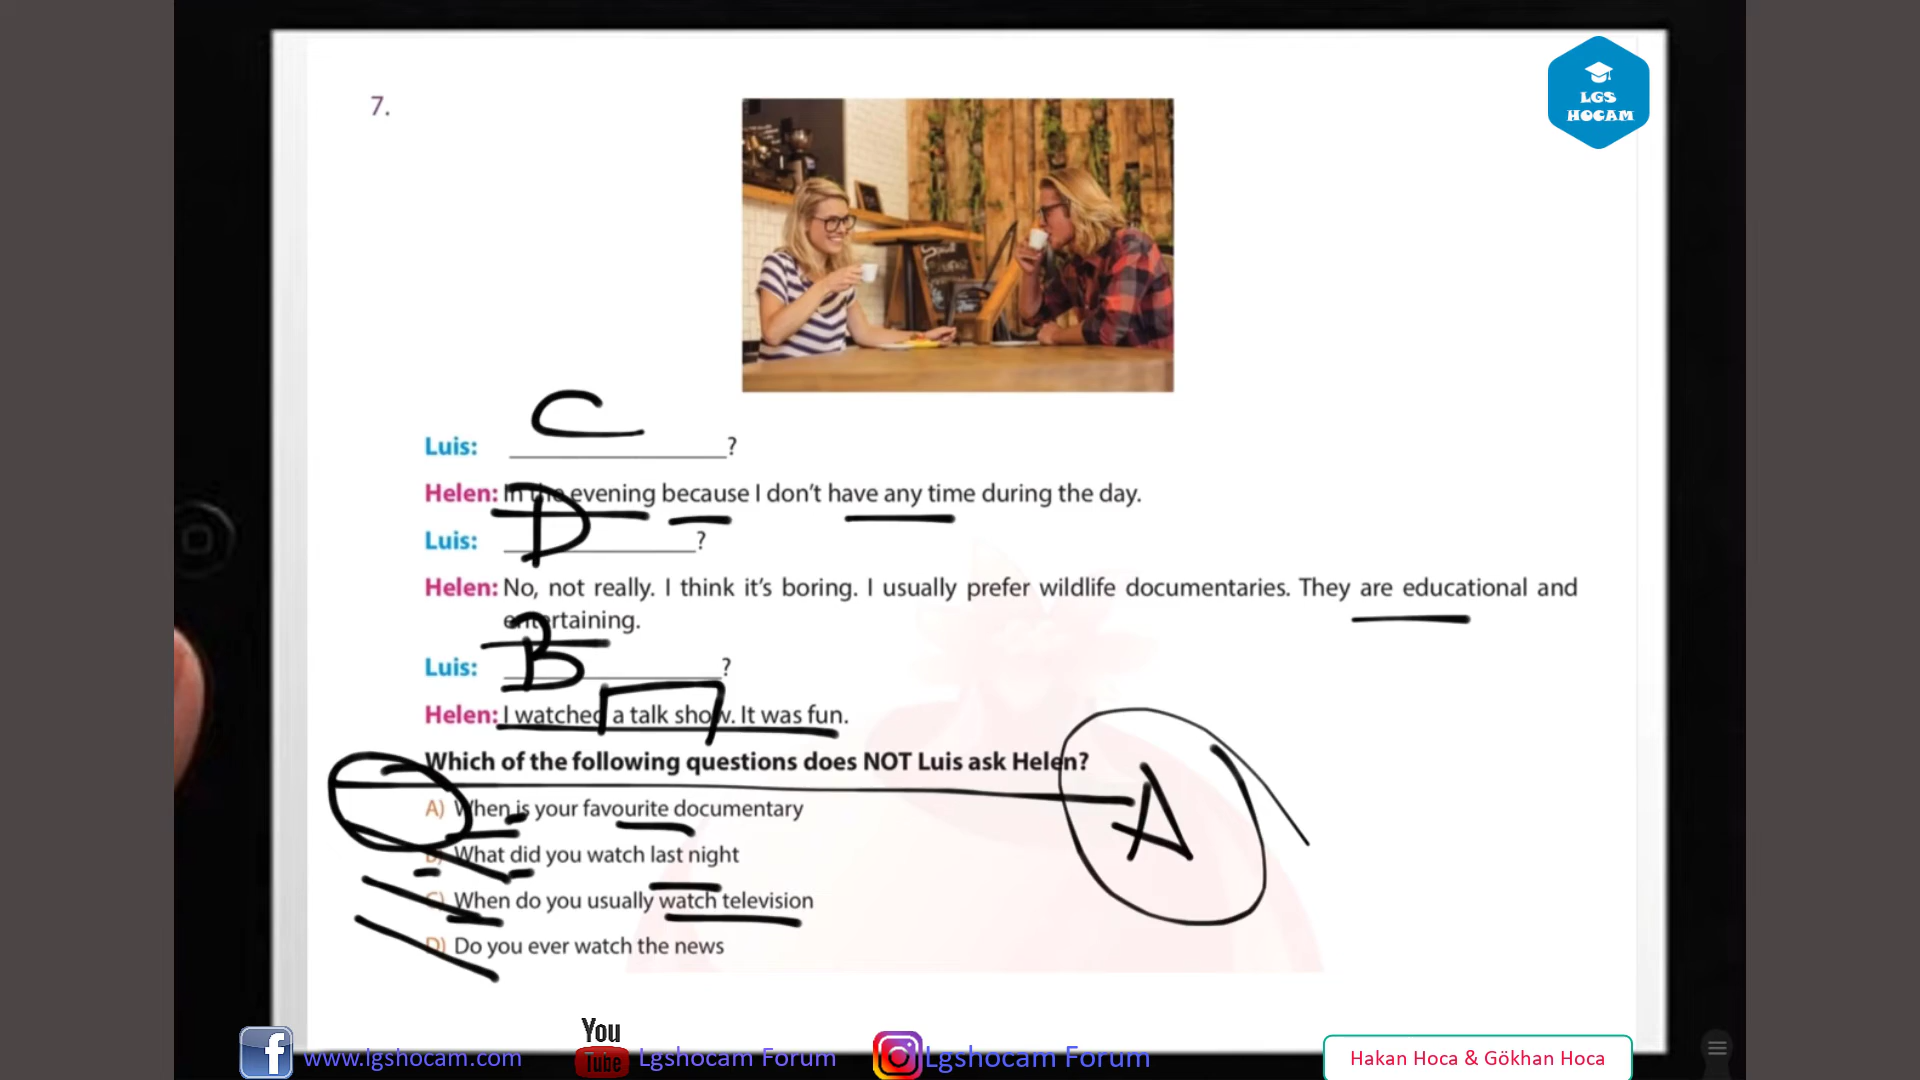 LGS
HOCAM
7.
C
Luis: ____________________?
Helen: In the evening because I don't have any time during the day.
D
Luis: ____________________?
Helen: No, not really. I think it's boring. I usually prefer wildlife documentaries. They are educational and
entertaining.
B
Luis: ____________________?
Helen: I watched a talk show. It was fun.
Which of the following questions does NOT Luis ask Helen?
A) When is your favourite documentary
A
B) What did you watch last night
C) When do you usually watch television
D) Do you ever watch the news
www.lgshocam.com
You Tube Lgshocam Forum
Lgshocam Forum
Hakan Hoca & Gökhan Hoca